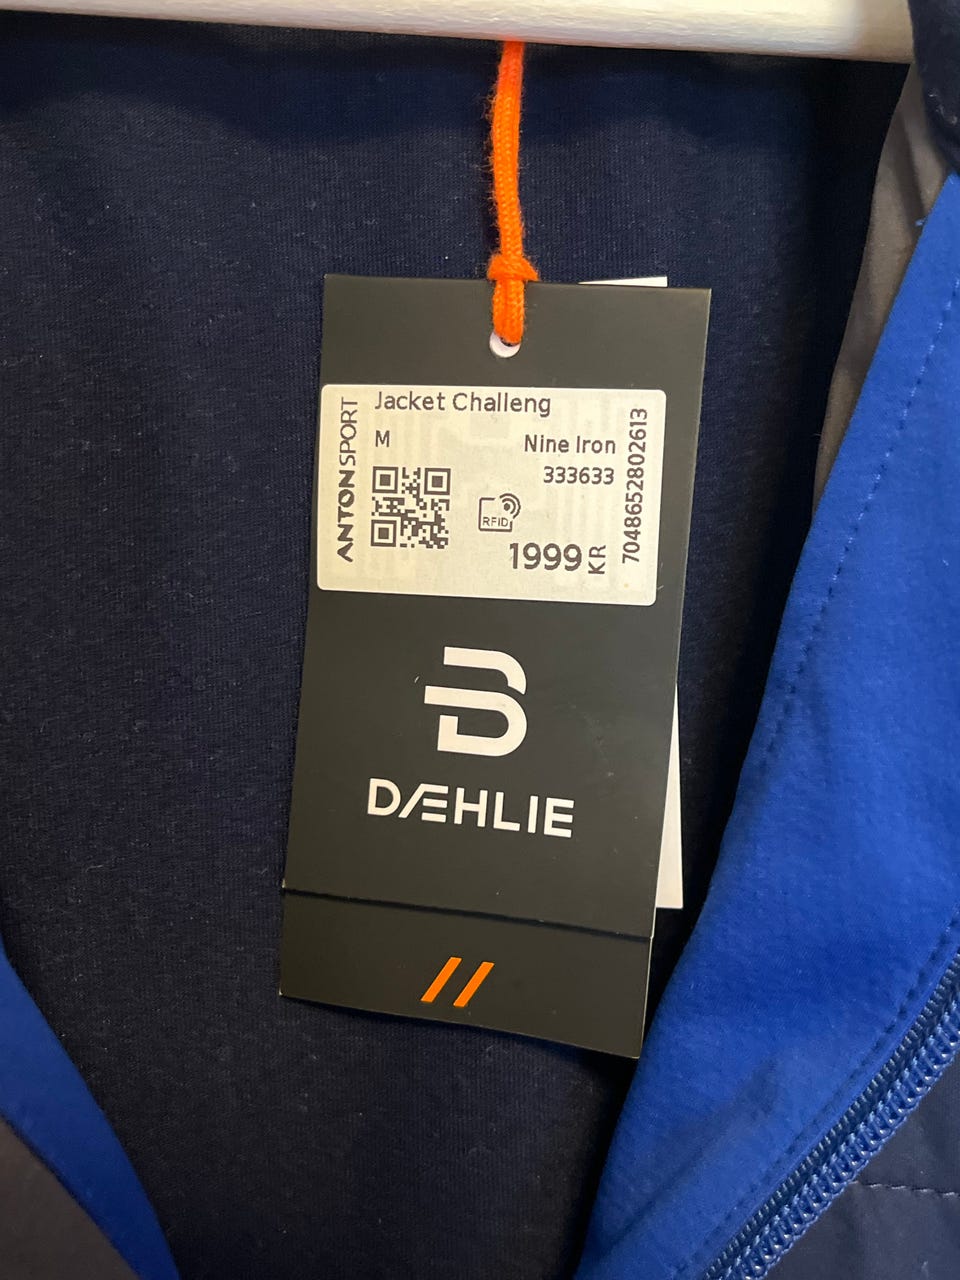 Jacket Challeng
M
Nine Iron
333633
ANTONSPORT
RFID
1999 KR
7048652802613
DÆHLIE